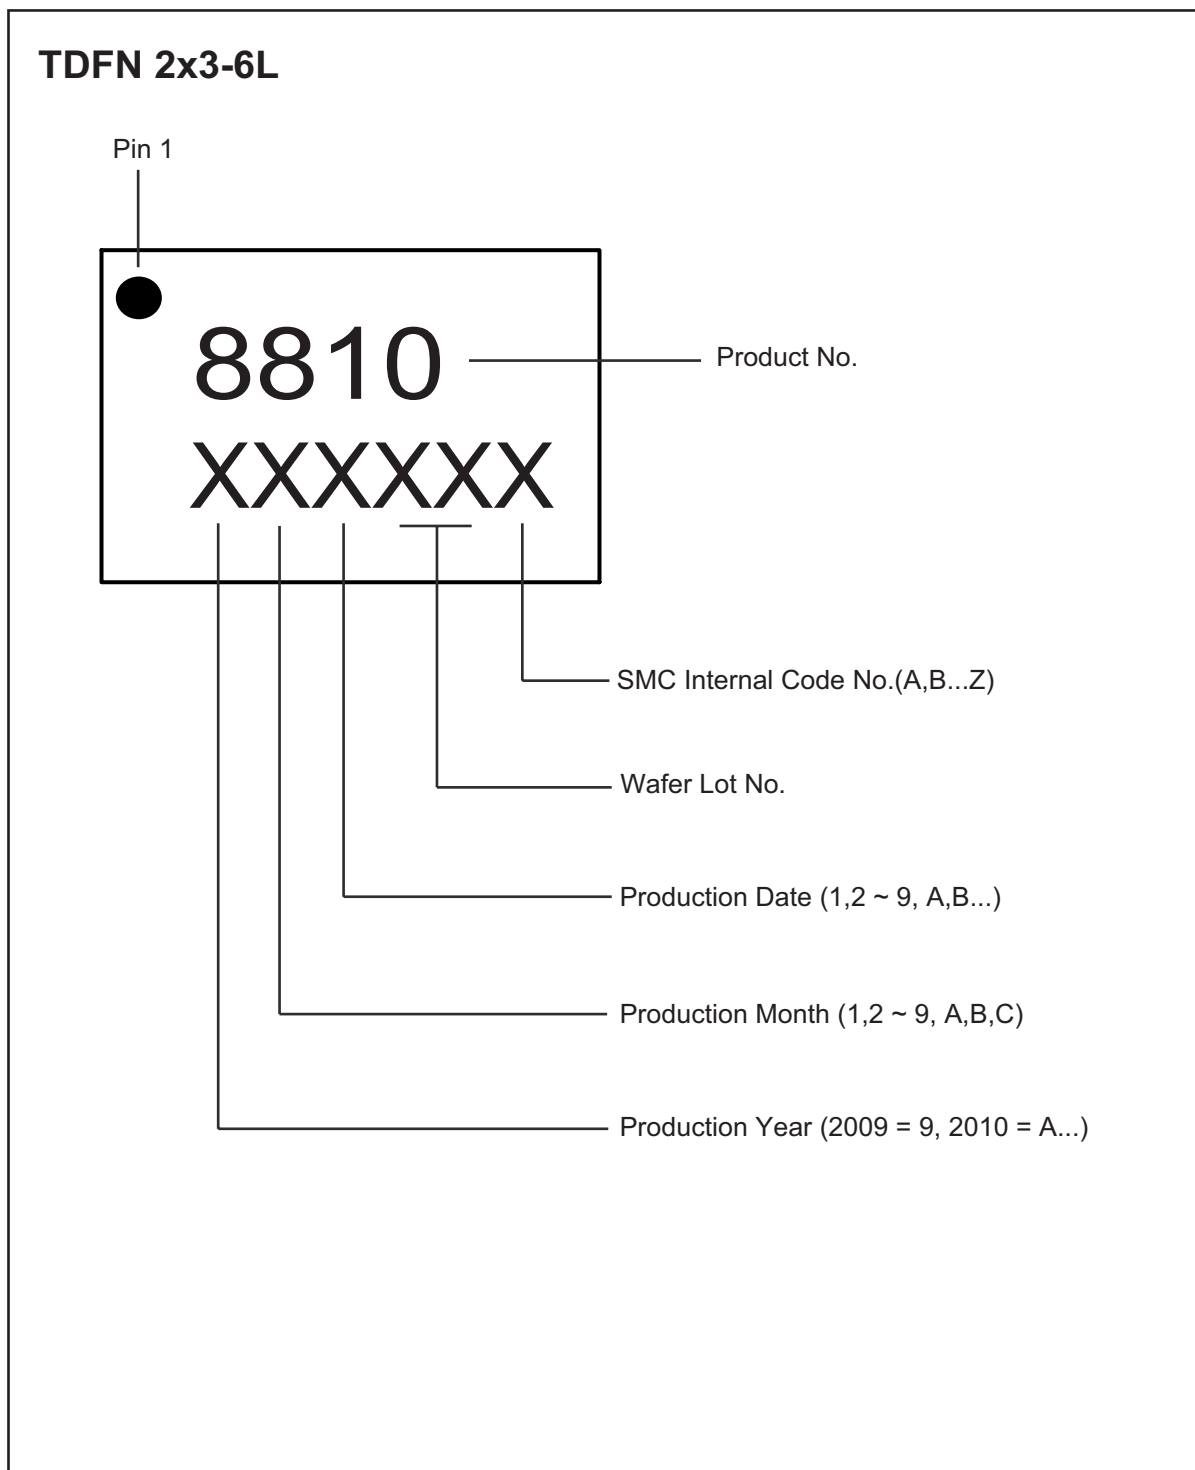 TDFN 2x3-6L
Pin 1
8810
Product No.
XXXXXX
SMC Internal Code No.(A,B...Z)
Wafer Lot No.
Production Date (1,2 ~ 9, A,B...)
Production Month (1,2 ~ 9, A,B,C)
Production Year (2009 = 9, 2010 = A...)